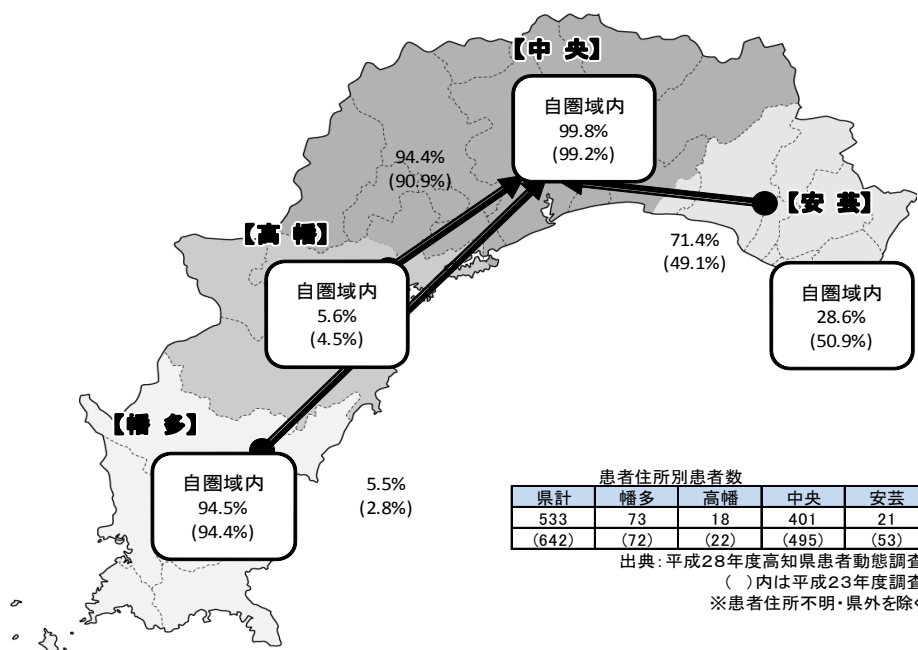 【中 央】
自圏域内
99.8%
(99.2%)
94.4%
(90.9%)
【安 芸】
71.4%
(49.1%)
自圏域内
28.6%
(50.9%)
【高 幡】
自圏域内
5.6%
(4.5%)
【幡 多】
自圏域内
94.5%
(94.4%)
5.5%
(2.8%)
患者住所別患者数
県計 幡多 高幡 中央 安芸
533 73 18 401 21
(642) (72) (22) (495) (53)
出典：平成28年度高知県患者動態調査
（ ）内は平成23年度調査
※患者住所不明・県外を除く